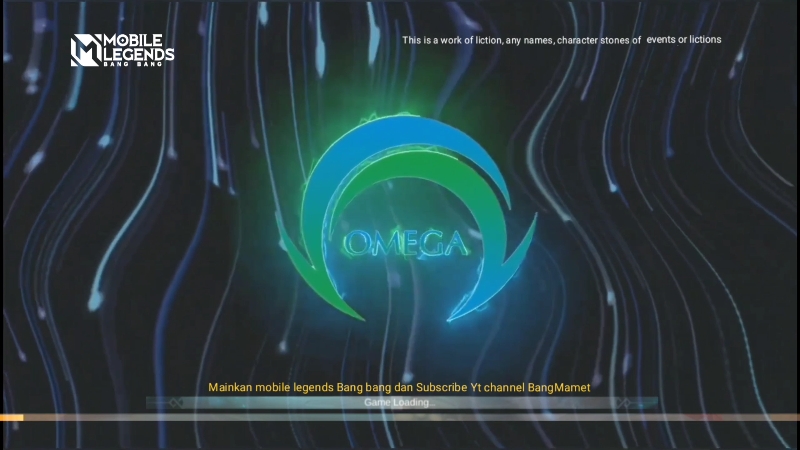 MOBILE
LEGENDS
BANG BANG
This is a work of liction, any names, character stones of events or lictions
OMEGA
Mainkan mobile legends Bang bang dan Subscribe Yt channel BangMamet
Game Loading...